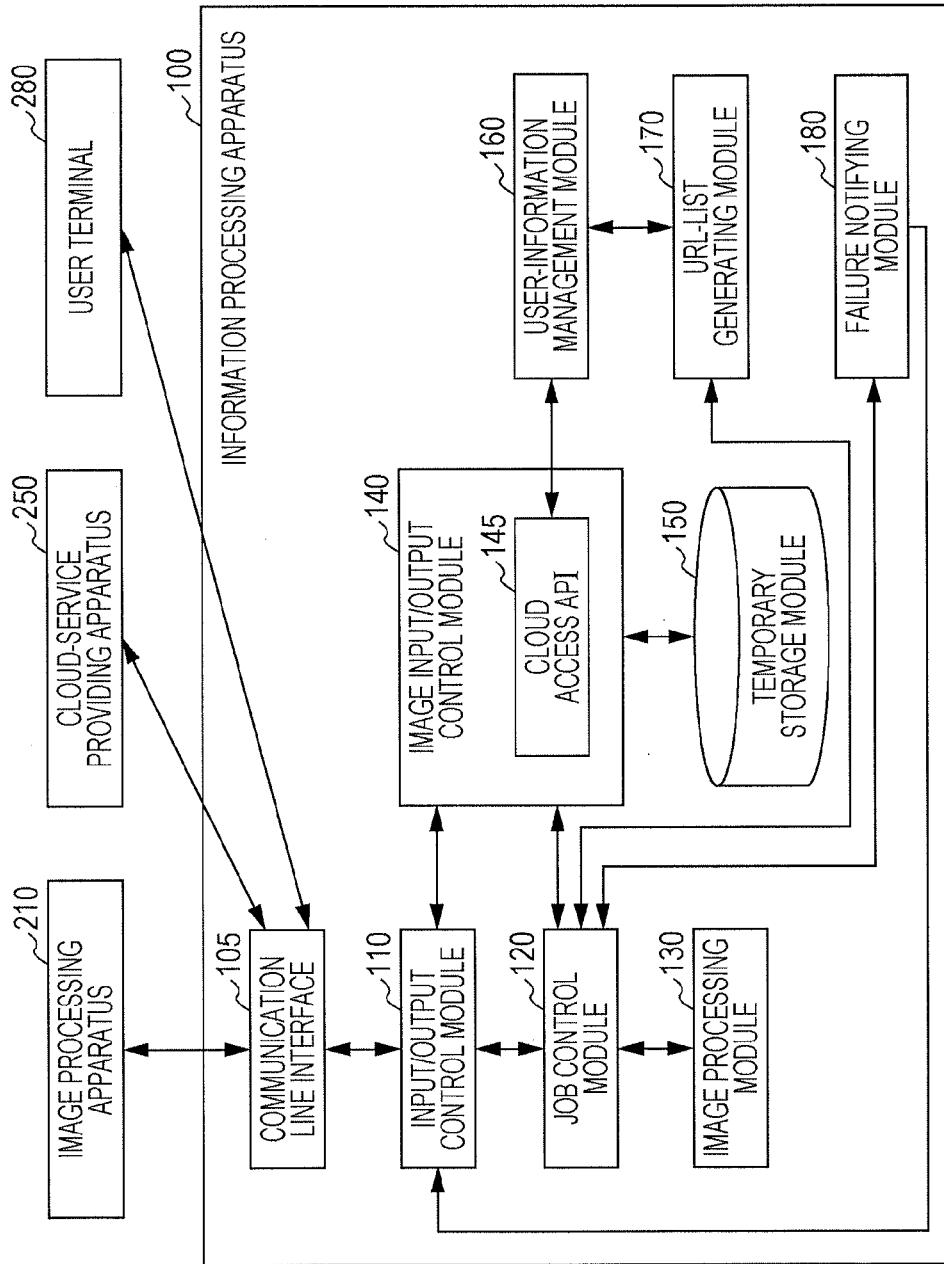 210
IMAGE PROCESSING
APPARATUS
250
CLOUD-SERVICE
PROVIDING APPARATUS
280
USER TERMINAL
100
INFORMATION PROCESSING APPARATUS
105
COMMUNICATION
LINE INTERFACE
110
INPUT/OUTPUT
CONTROL MODULE
120
JOB CONTROL
MODULE
130
IMAGE PROCESSING
MODULE
140
IMAGE INPUT/OUTPUT
CONTROL MODULE
145
CLOUD
ACCESS API
150
TEMPORARY
STORAGE MODULE
160
USER-INFORMATION
MANAGEMENT MODULE
170
URL-LIST
GENERATING MODULE
180
FAILURE NOTIFYING
MODULE